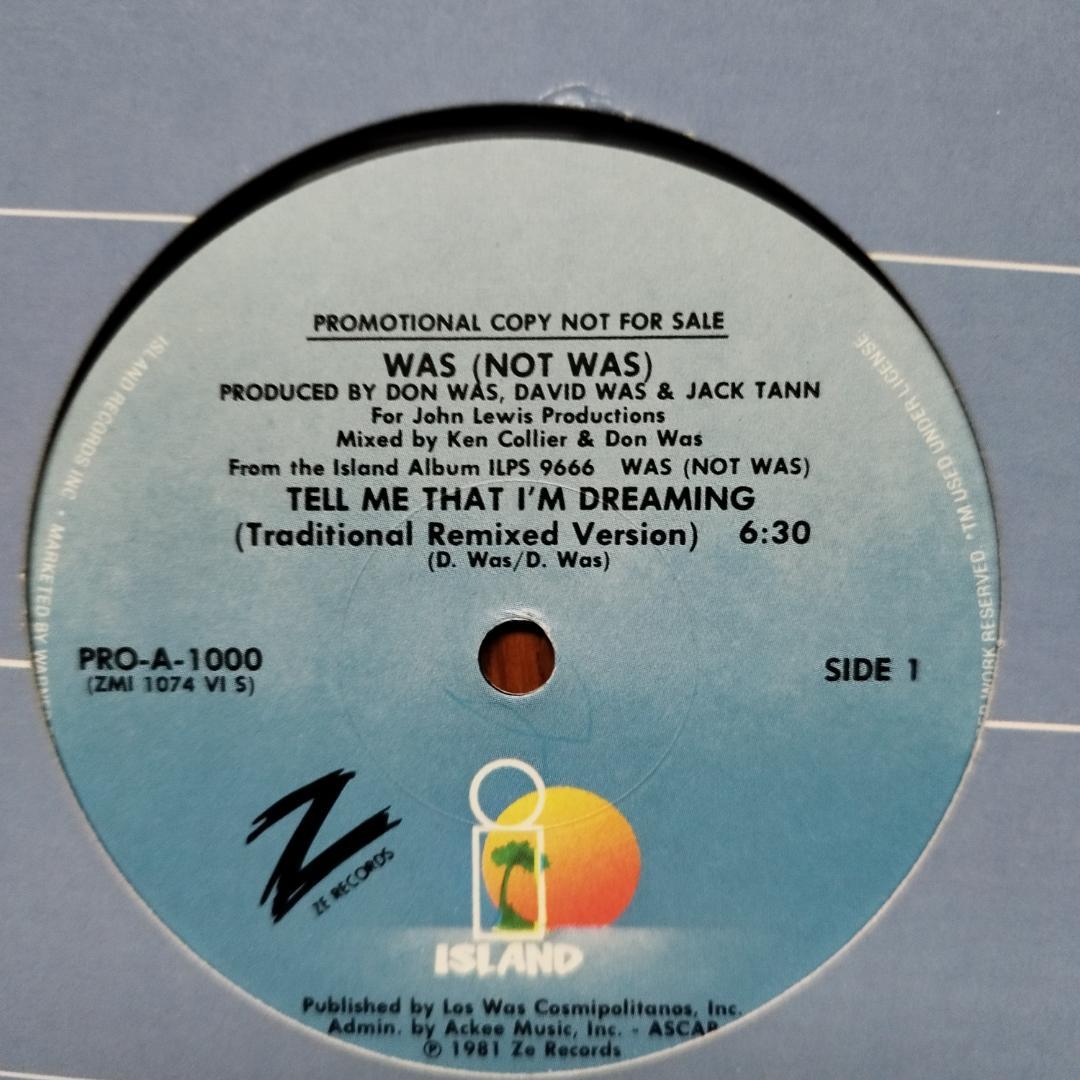 PROMOTIONAL COPY NOT FOR SALE
WAS (NOT WAS)
PRODUCED BY DON WAS, DAVID WAS & JACK TANN
For John Lewis Productions
Mixed by Ken Collier & Don Was
From the Island Album ILPS 9666 WAS (NOT WAS)
TELL ME THAT I'M DREAMING
(Traditional Remixed Version) 6:30
(D. Was/D. Was)
PRO-A-1000
(ZMI 1074 VI S)
SIDE 1
Z
ZE RECORDS
i
ISLAND
Published by Los Was Cosmipolitanos, Inc.
Admin. by Ackee Music, Inc. - ASCAP
℗ 1981 Ze Records
ISLAND RECORDS INC • MARKETED BY
WORK RESERVED • TM USED UNDER LICENSE